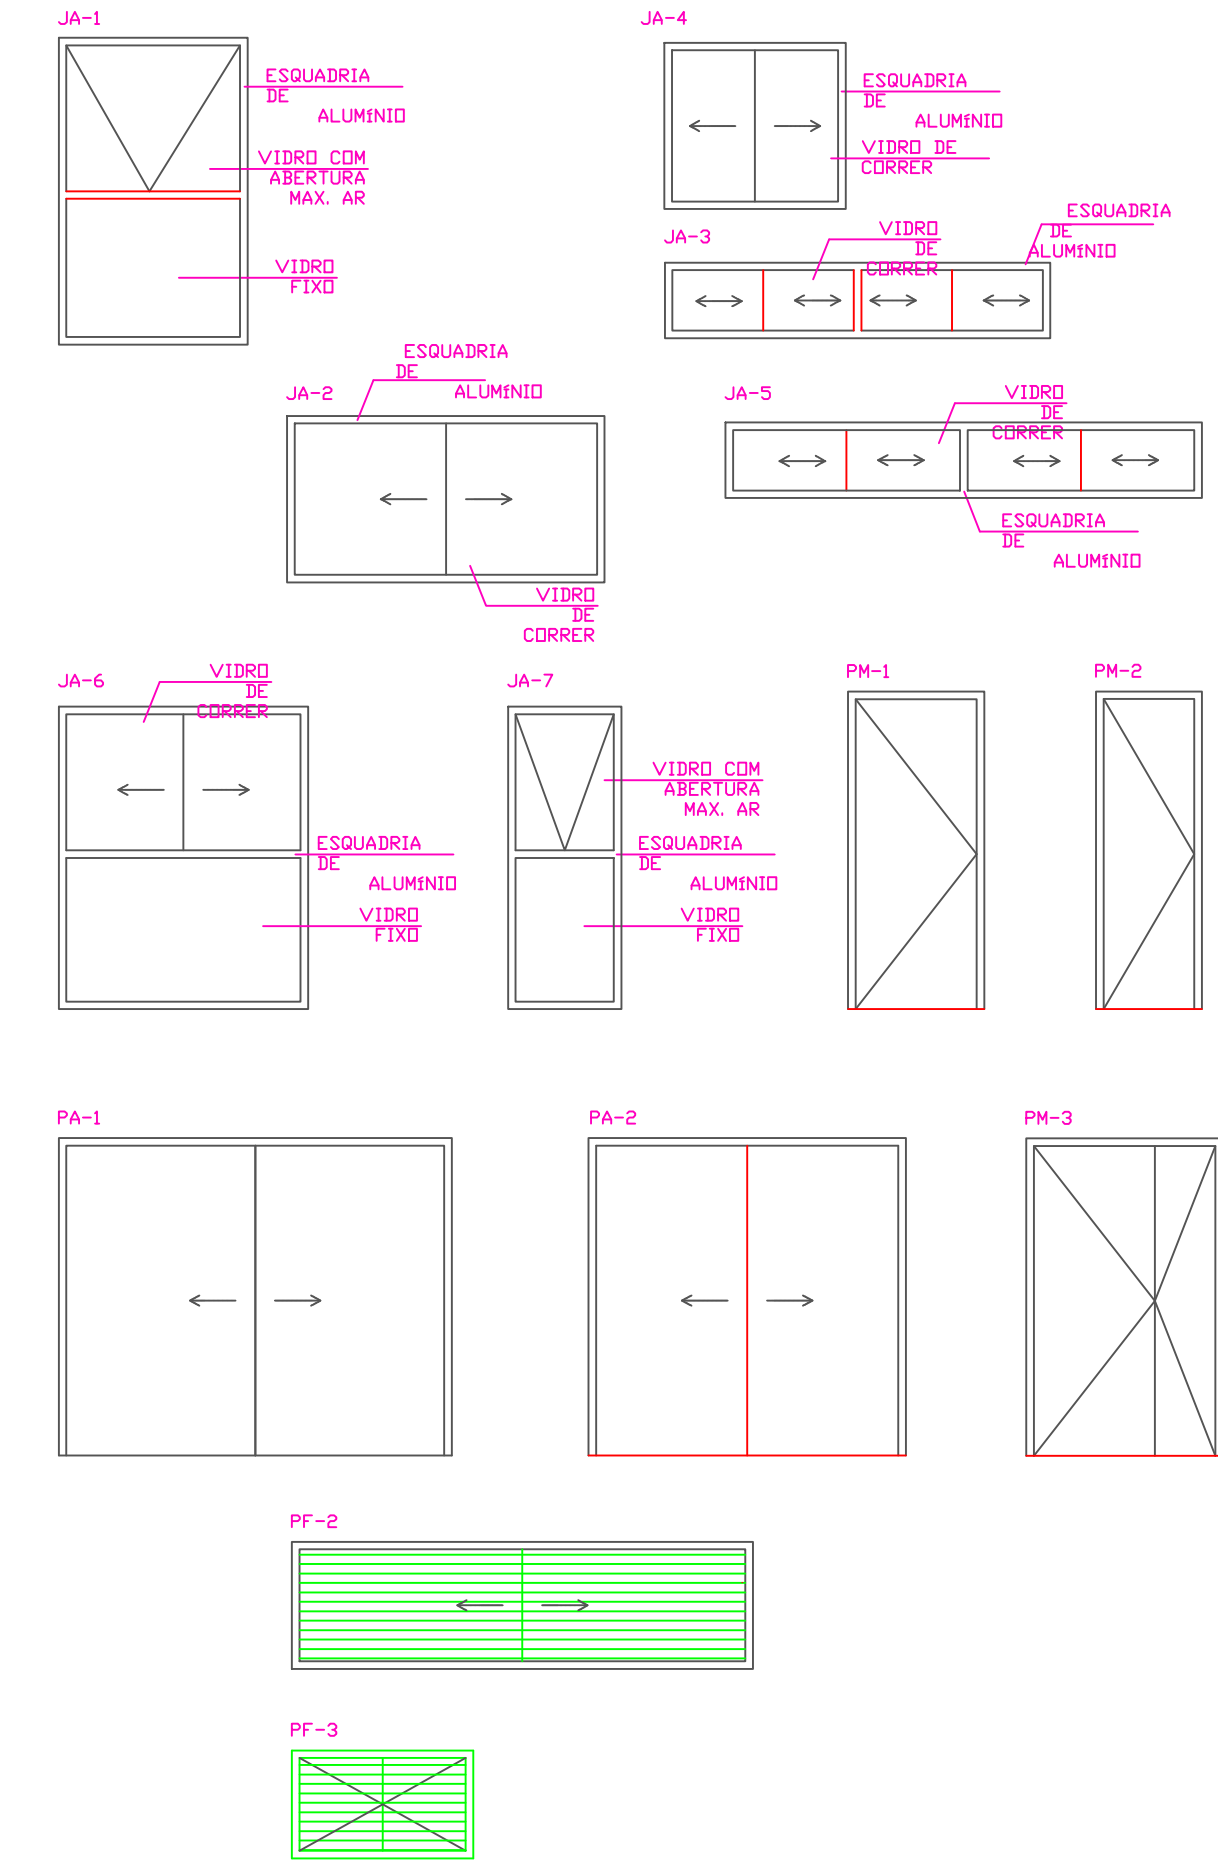 JA-1
ESQUADRIA
DE
ALUMíNIO
VIDRO COM
ABERTURA
MAX. AR
VIDRO
FIXO
JA-4
ESQUADRIA
DE
ALUMíNIO
VIDRO DE
CORRER
JA-3
VIDRO
DE
CORRER
ESQUADRIA
DE
ALUMíNIO
JA-2
ESQUADRIA
DE
ALUMíNIO
VIDRO
DE
CORRER
JA-5
VIDRO
DE
CORRER
ESQUADRIA
DE
ALUMíNIO
JA-6
VIDRO
DE
CORRER
ESQUADRIA
DE
ALUMíNIO
VIDRO
FIXO
JA-7
VIDRO COM
ABERTURA
MAX. AR
ESQUADRIA
DE
ALUMíNIO
VIDRO
FIXO
PM-1
PM-2
PA-1
PA-2
PM-3
PF-2
PF-3